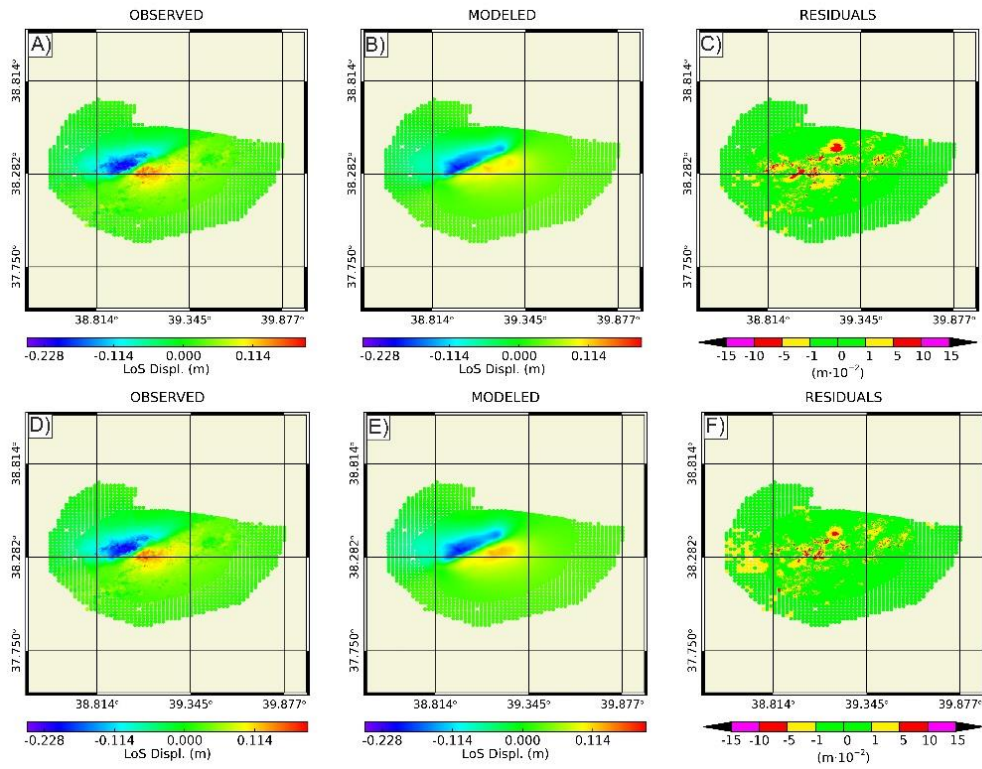 OBSERVED MODELED RESIDUALS
A) B) C)
38.814° 38.814° 38.814°
38.282° 38.282° 38.282°
37.750° 37.750° 37.750°
38.814° 39.345° 39.877° 38.814° 39.345° 39.877° 38.814° 39.345° 39.877°
-0.228 -0.114 0.000 0.114 -0.228 -0.114 0.000 0.114 -15 -10 -5 -1 0 1 5 10 15
LoS Displ. (m) LoS Displ. (m) (m·10⁻²)
OBSERVED MODELED RESIDUALS
D) E) F)
38.814° 38.814° 38.814°
38.282° 38.282° 38.282°
37.750° 37.750° 37.750°
38.814° 39.345° 39.877° 38.814° 39.345° 39.877° 38.814° 39.345° 39.877°
-0.228 -0.114 0.000 0.114 -0.228 -0.114 0.000 0.114 -15 -10 -5 -1 0 1 5 10 15
LoS Displ. (m) LoS Displ. (m) (m·10⁻²)